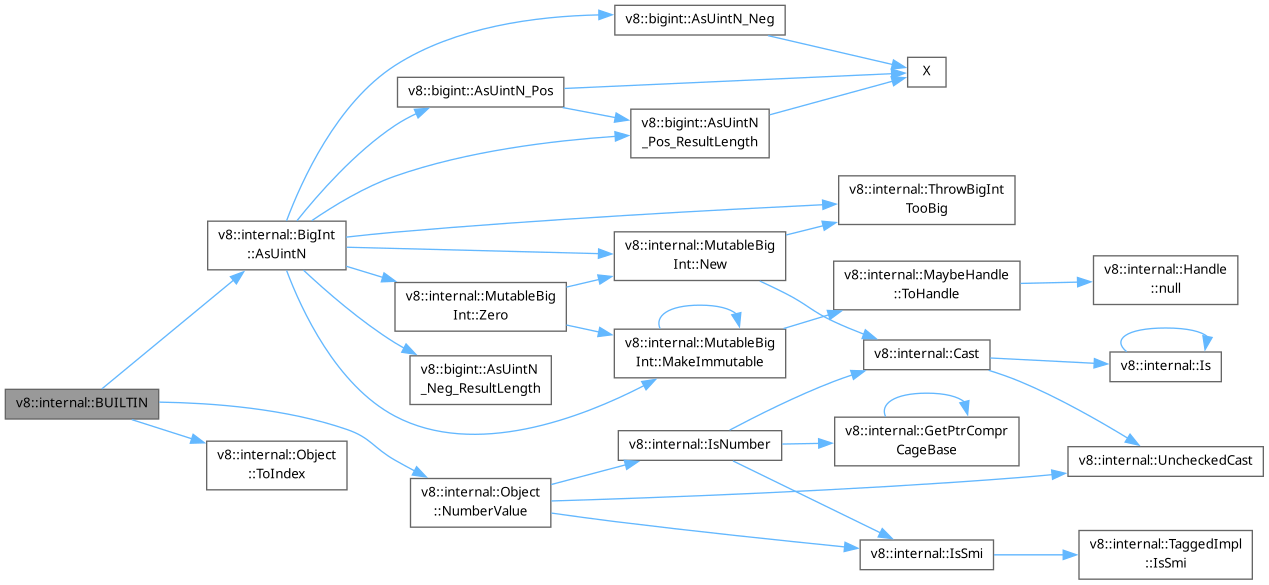 v8::bigint::AsUintN_Neg
X
v8::bigint::AsUintN_Pos
v8::bigint::AsUintN
_Pos_ResultLength
v8::internal::ThrowBigInt
TooBig
v8::internal::BigInt
::AsUintN
v8::internal::MutableBig
Int::New
v8::internal::MaybeHandle
::ToHandle
v8::internal::Handle
::null
v8::internal::MutableBig
Int::Zero
v8::internal::MutableBig
Int::MakeImmutable
v8::internal::Cast
v8::internal::Is
v8::bigint::AsUintN
_Neg_ResultLength
v8::internal::BUILTIN
v8::internal::IsNumber
v8::internal::GetPtrCompr
CageBase
v8::internal::Object
::ToIndex
v8::internal::UncheckedCast
v8::internal::Object
::NumberValue
v8::internal::IsSmi
v8::internal::TaggedImpl
::IsSmi